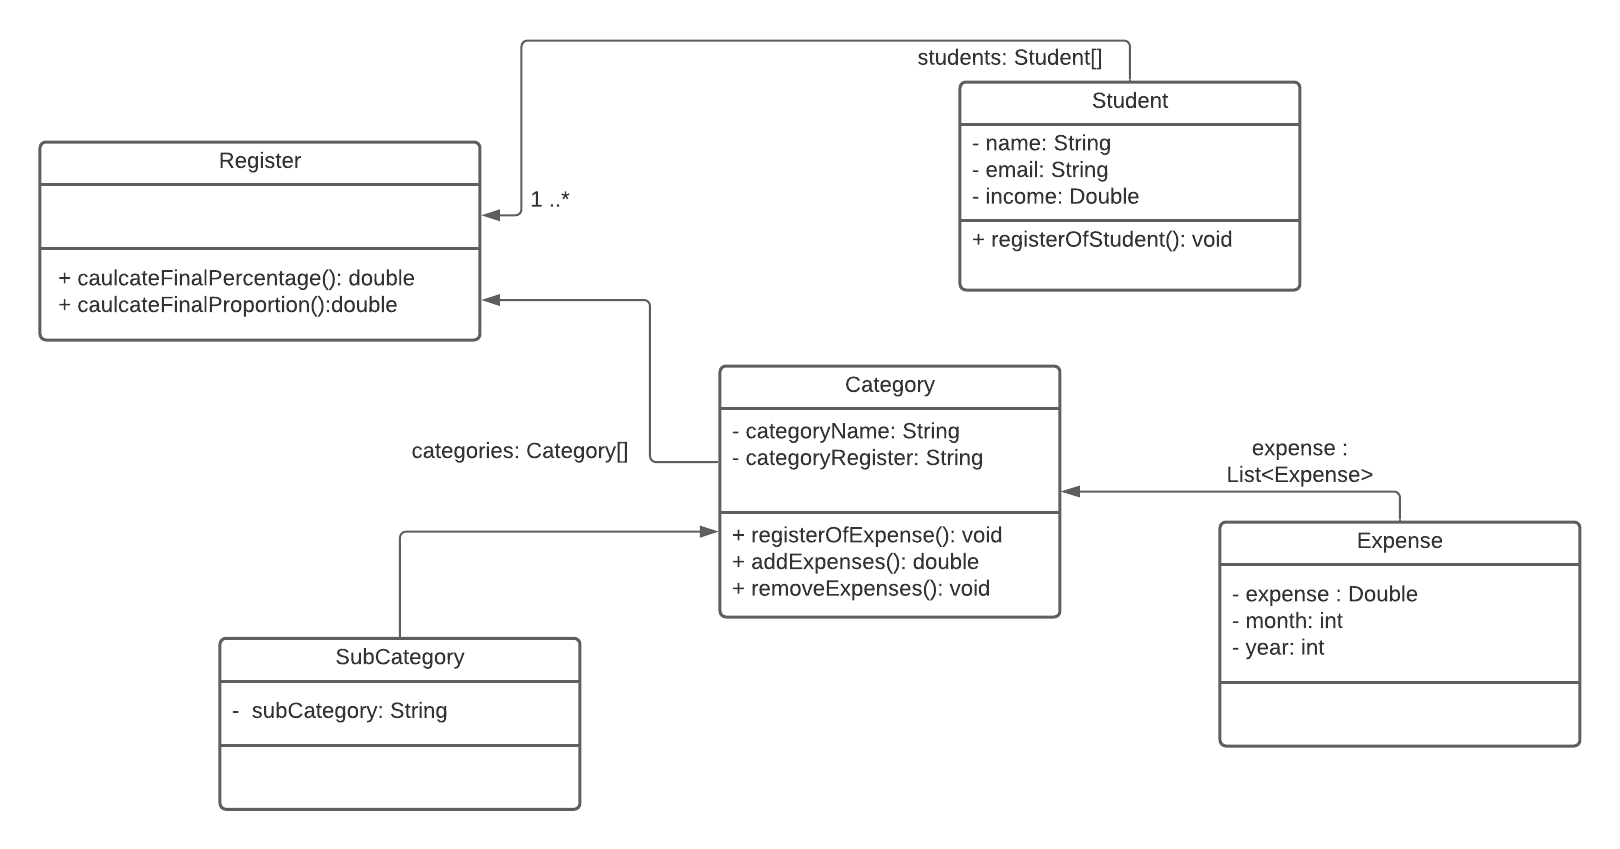 students: Student[]
Student
- name: String
- email: String
- income: Double
+ registerOfStudent(): void
Register
1 ..*
+ caulcateFinalPercentage(): double
+ caulcateFinalProportion():double
Category
- categoryName: String
- categoryRegister: String
categories: Category[]
+ registerOfExpense(): void
+ addExpenses(): double
+ removeExpenses(): void
expense :
List<Expense>
Expense
- expense : Double
- month: int
- year: int
SubCategory
-  subCategory: String